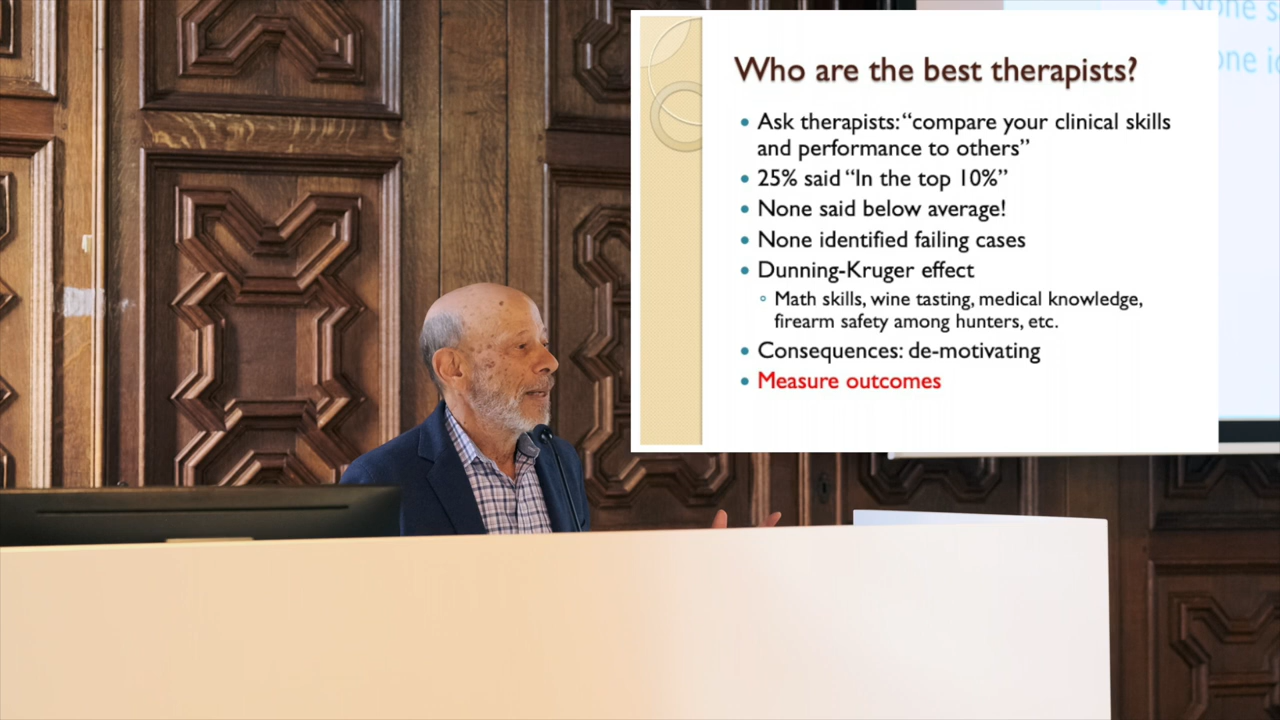 Who are the best therapists?
• Ask therapists: “compare your clinical skills
and performance to others”
• 25% said “In the top 10%”
• None said below average!
• None identified failing cases
• Dunning-Kruger effect
◦ Math skills, wine tasting, medical knowledge,
firearm safety among hunters, etc.
• Consequences: de-motivating
• Measure outcomes
• None s